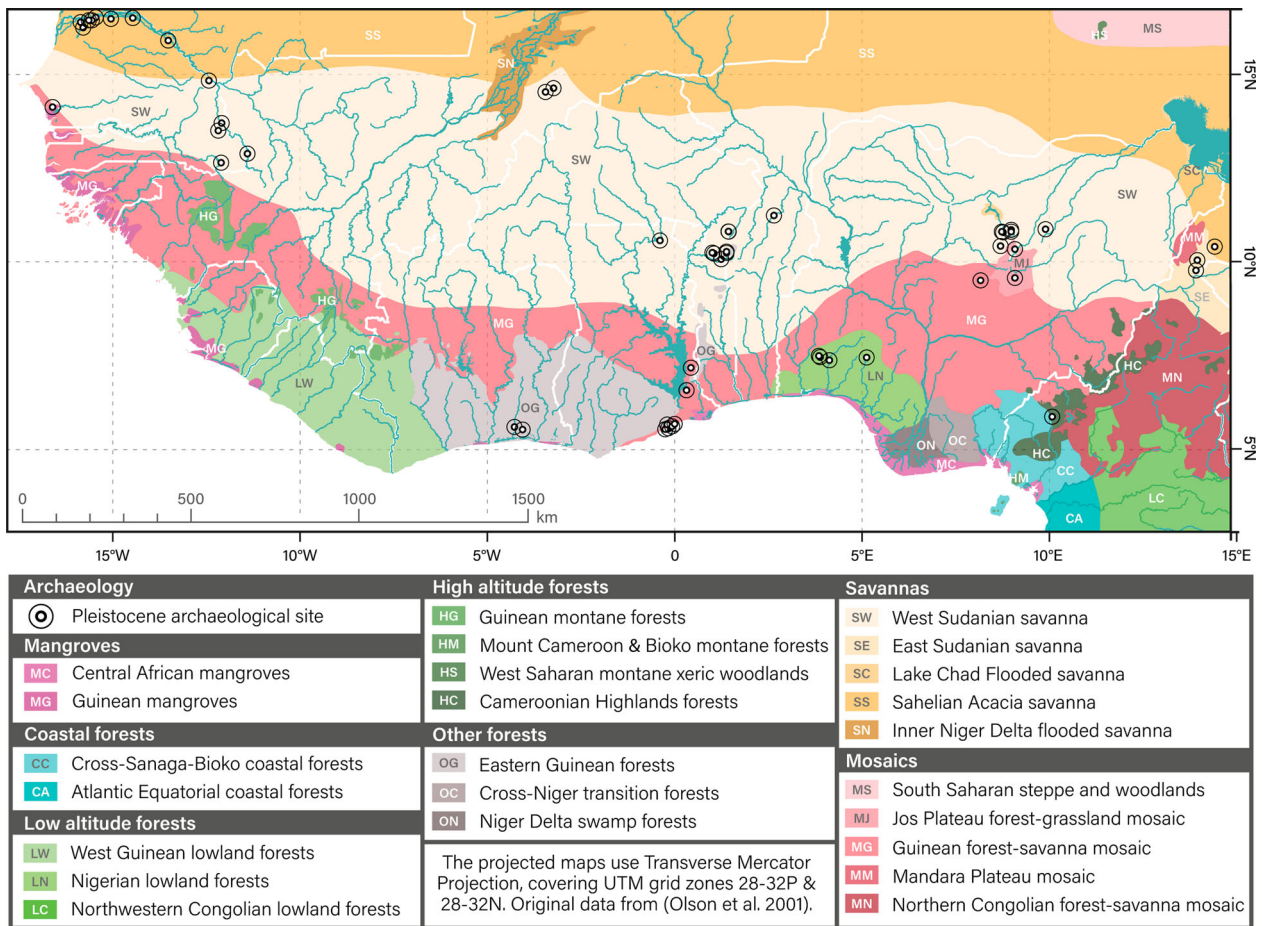 SS
HS
MS
SN
SS
15°N
SW
SW
SC
SW
MG
HG
MM
MJ
10°N
SE
HG
MG
MG
MG
OG
HC
LW
LN
MN
OG
ON
OC
HC
5°N
MC
CC
HM
LC
CA
0 500 1000 1500
km
15°W 10°W 5°W 0 5°E 10°E 15°E
Archaeology
Pleistocene archaeological site
Mangroves
MC Central African mangroves
MG Guinean mangroves
Coastal forests
CC Cross-Sanaga-Bioko coastal forests
CA Atlantic Equatorial coastal forests
Low altitude forests
LW West Guinean lowland forests
LN Nigerian lowland forests
LC Northwestern Congolian lowland forests
High altitude forests
HG Guinean montane forests
HM Mount Cameroon & Bioko montane forests
HS West Saharan montane xeric woodlands
HC Cameroonian Highlands forests
Other forests
OG Eastern Guinean forests
OC Cross-Niger transition forests
ON Niger Delta swamp forests
The projected maps use Transverse Mercator
Projection, covering UTM grid zones 28-32P &
28-32N. Original data from (Olson et al. 2001).
Savannas
SW West Sudanian savanna
SE East Sudanian savanna
SC Lake Chad Flooded savanna
SS Sahelian Acacia savanna
SN Inner Niger Delta flooded savanna
Mosaics
MS South Saharan steppe and woodlands
MJ Jos Plateau forest-grassland mosaic
MG Guinean forest-savanna mosaic
MM Mandara Plateau mosaic
MN Northern Congolian forest-savanna mosaic